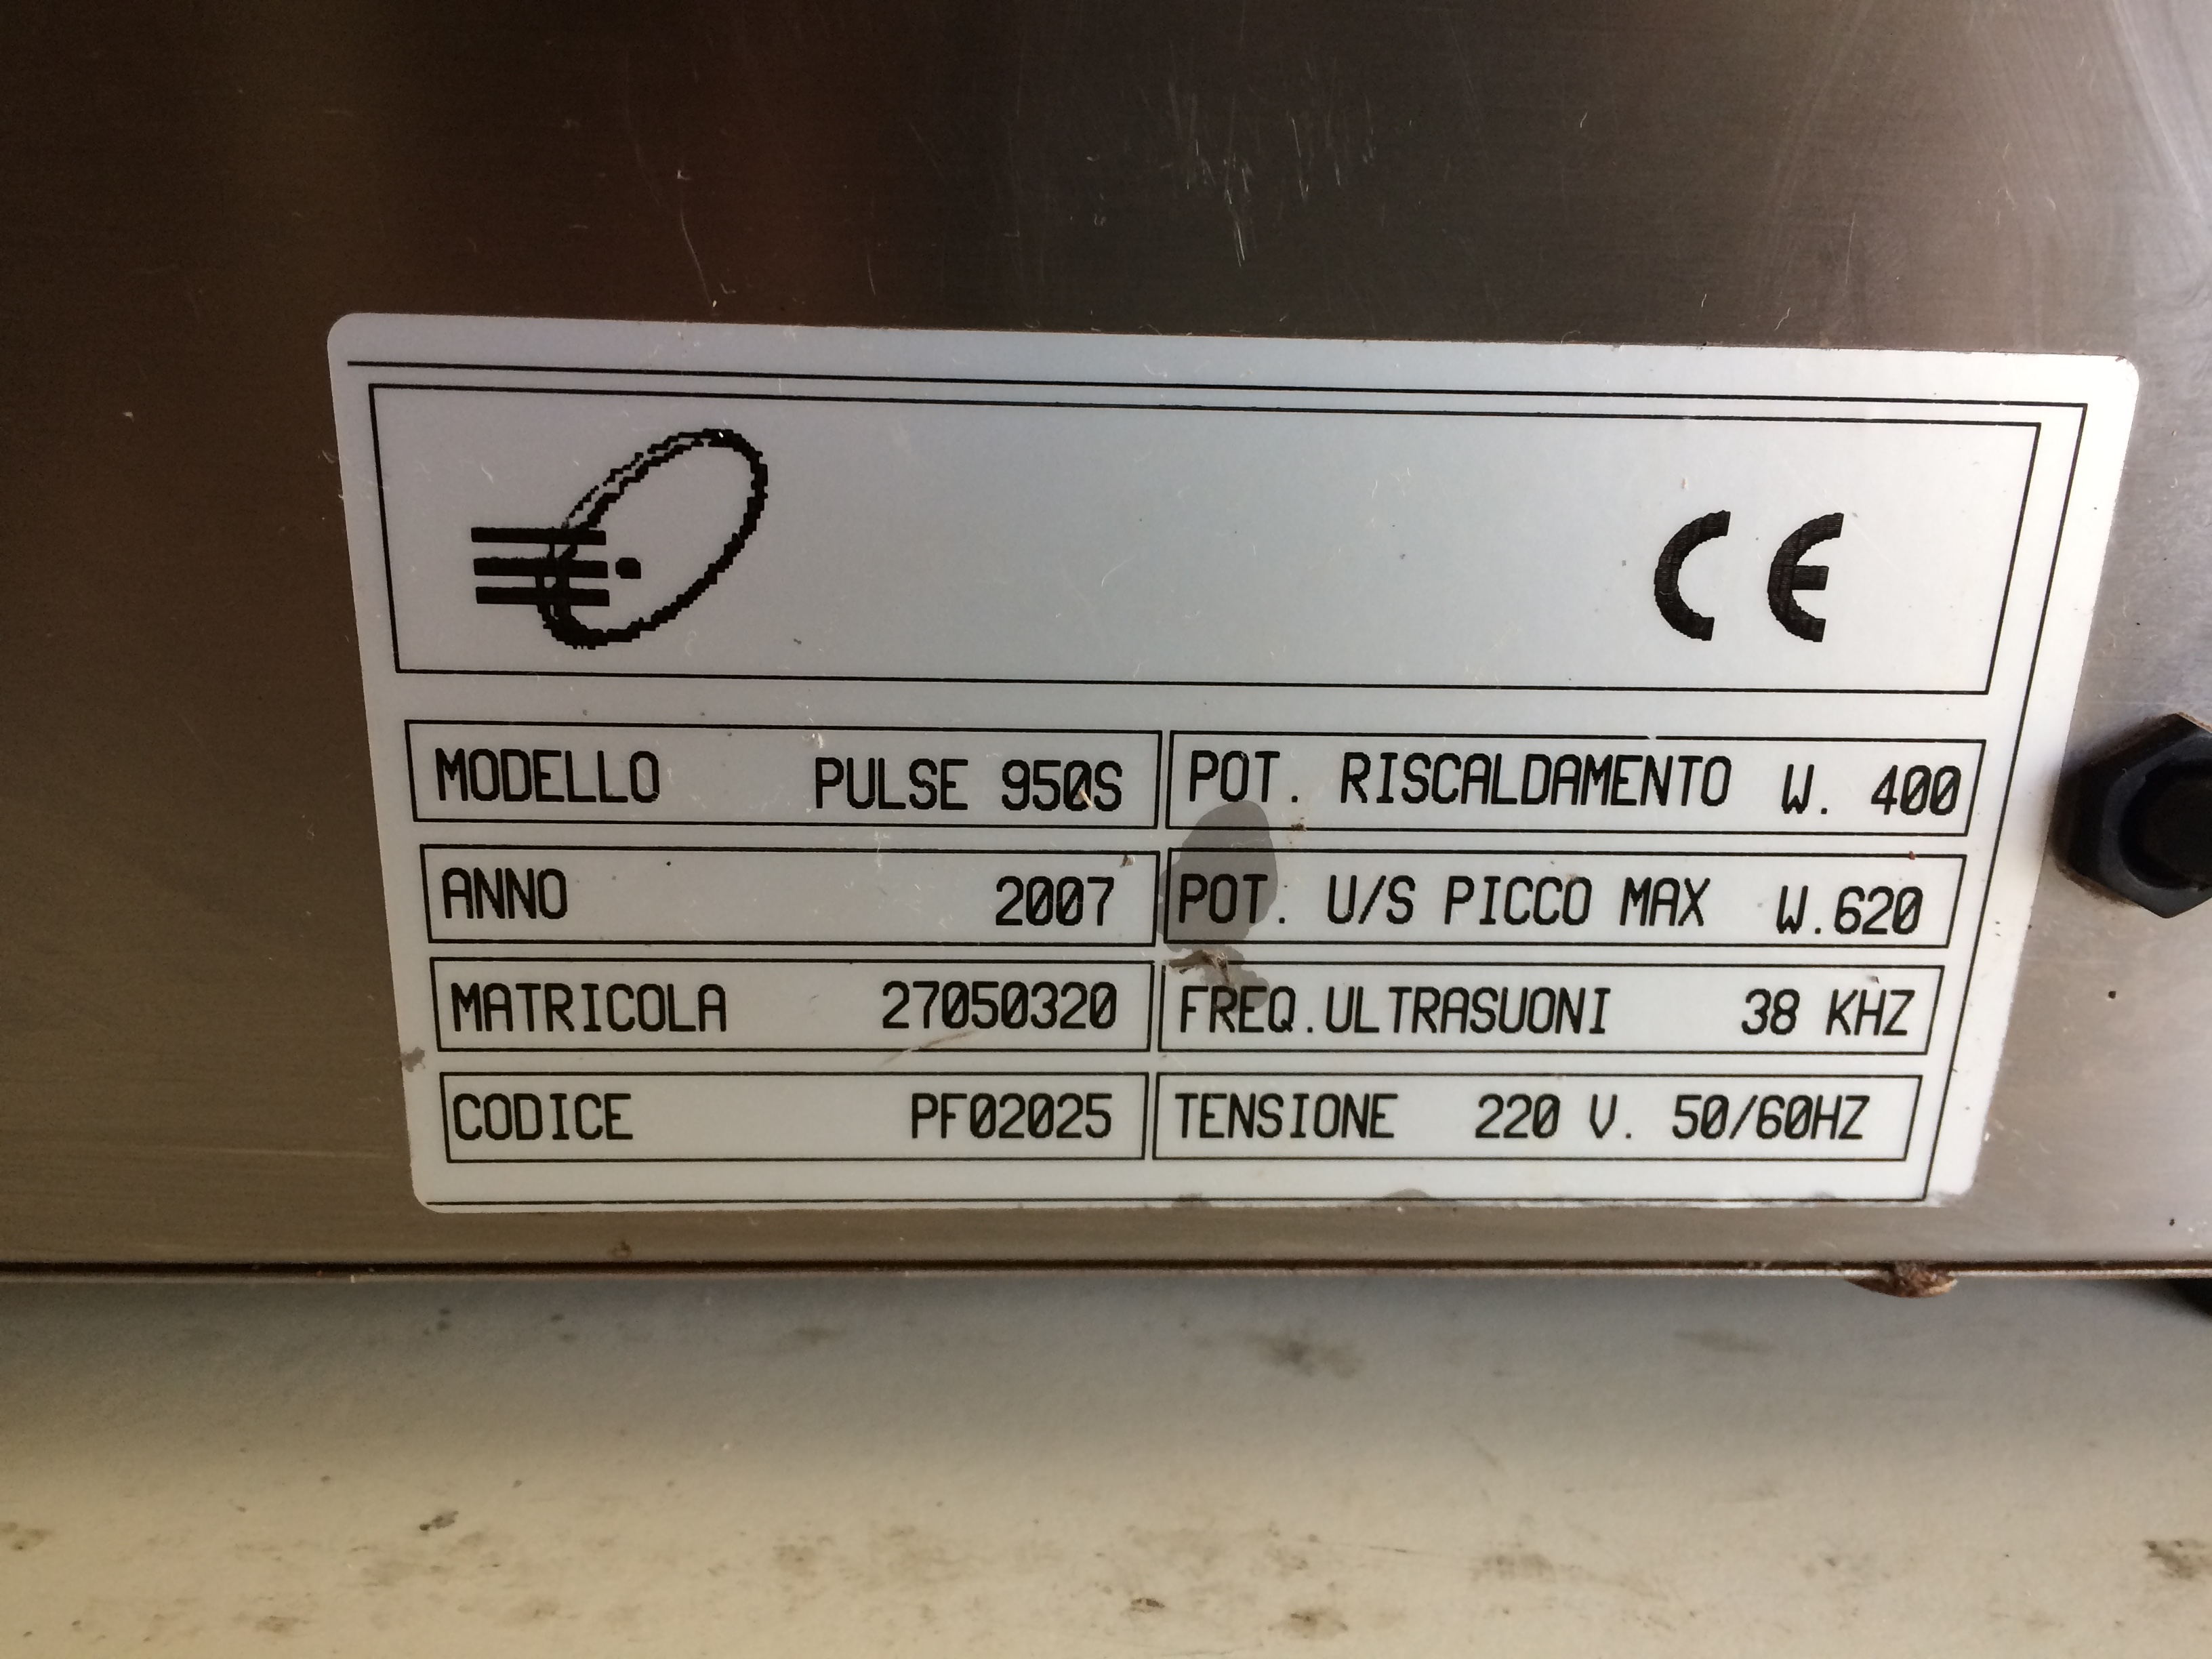 CE
MODELLO PULSE 950S
POT. RISCALDAMENTO W. 400
ANNO 2007
POT. U/S PICCO MAX W.620
MATRICOLA 27050320
FREQ.ULTRASUONI 38 KHZ
CODICE PF02025
TENSIONE 220 V. 50/60HZ